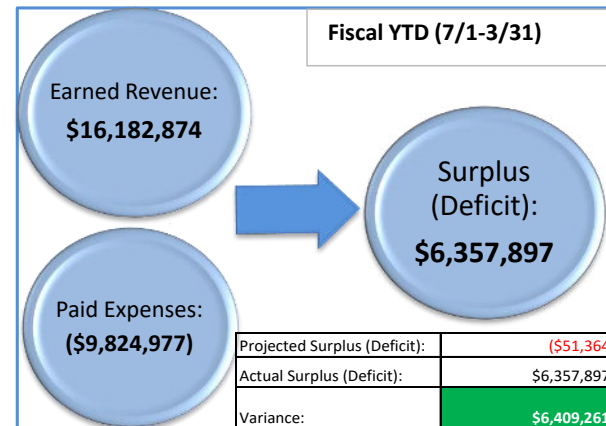 Fiscal YTD (7/1-3/31)
Earned Revenue:
$16,182,874
Surplus
(Deficit):
$6,357,897
Paid Expenses:
($9,824,977)
Projected Surplus (Deficit): ($51,364
Actual Surplus (Deficit): $6,357,897
Variance: $6,409,261